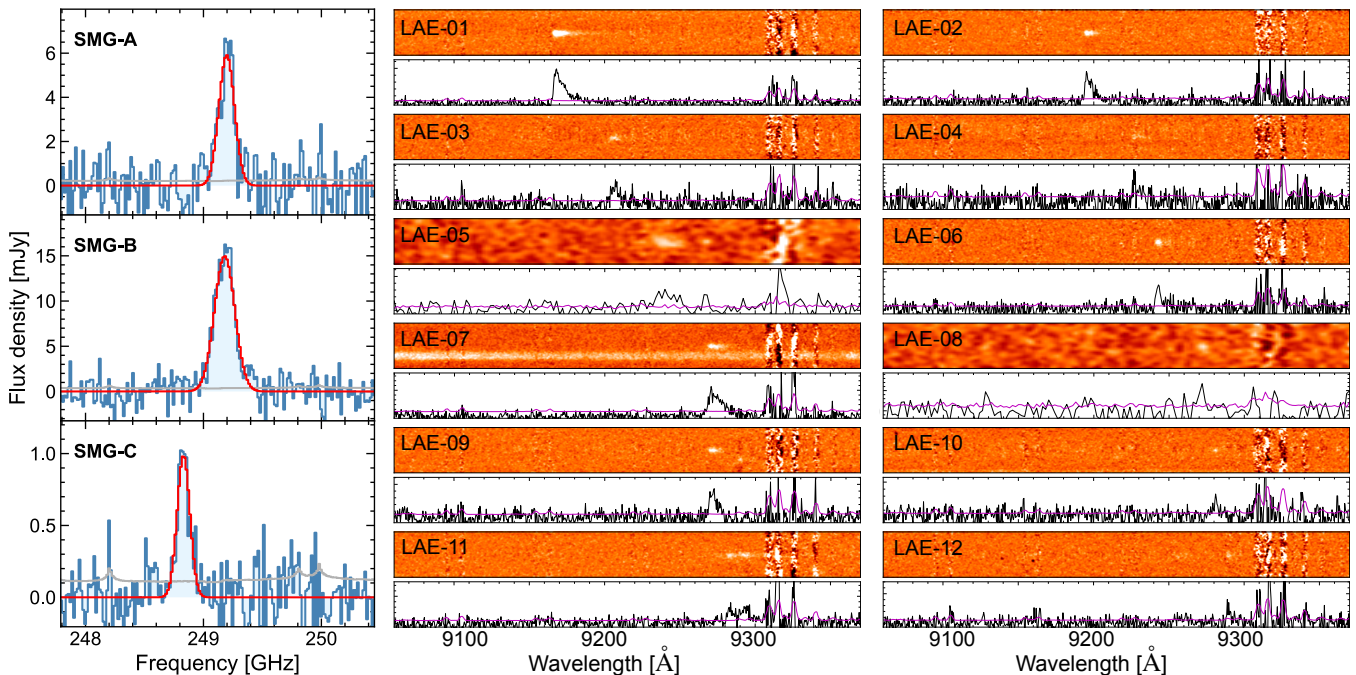 SMG-A
6
4
2
0
SMG-B
15
10
5
0
SMG-C
1.0
0.5
0.0
248
249
250
Flux density [mJy]
Frequency [GHz]
LAE-01
LAE-02
LAE-03
LAE-04
LAE-05
LAE-06
LAE-07
LAE-08
LAE-09
LAE-10
LAE-11
LAE-12
9100
9200
9300
9100
9200
9300
Wavelength [Å]
Wavelength [Å]